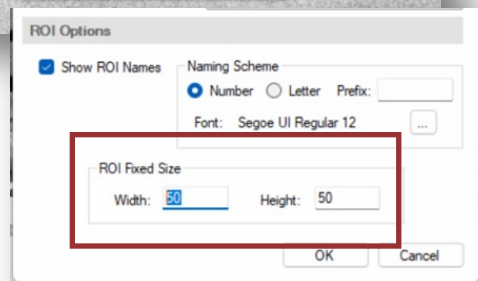 ROI Options
Show ROI Names
Naming Scheme
Number Letter Prefix:
Font: Segoe UI Regular 12 ...
ROI Fixed Size
Width: 50 Height: 50
OK Cancel